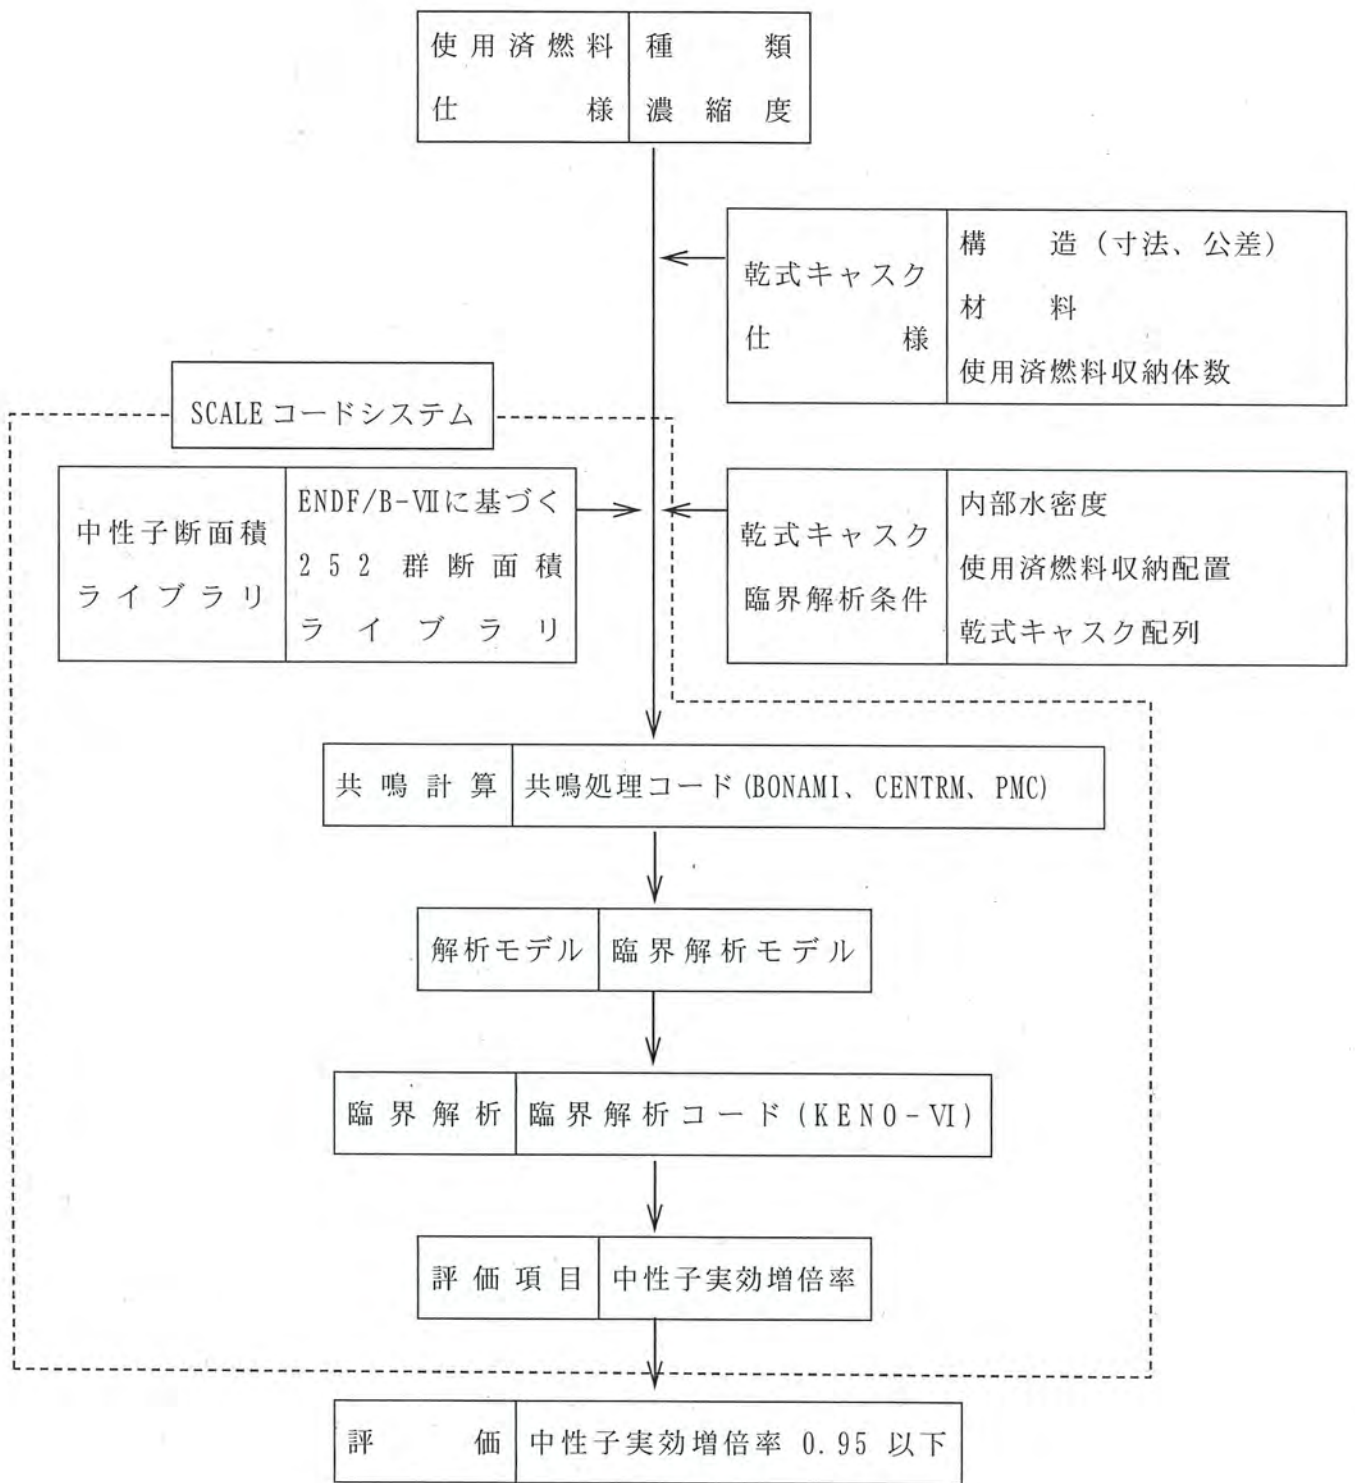 使用済燃料
仕様
種類
濃縮度
乾式キャスク
仕様
構造（寸法、公差）
材料
使用済燃料収納体数
SCALEコードシステム
中性子断面積
ライブラリ
ENDF/B-Ⅶに基づく
252群断面積
ライブラリ
乾式キャスク
臨界解析条件
内部水密度
使用済燃料収納配置
乾式キャスク配列
共鳴計算
共鳴処理コード(BONAMI、CENTRM、PMC)
解析モデル
臨界解析モデル
臨界解析
臨界解析コード(KENO-Ⅵ)
評価項目
中性子実効増倍率
評価
中性子実効増倍率 0.95 以下